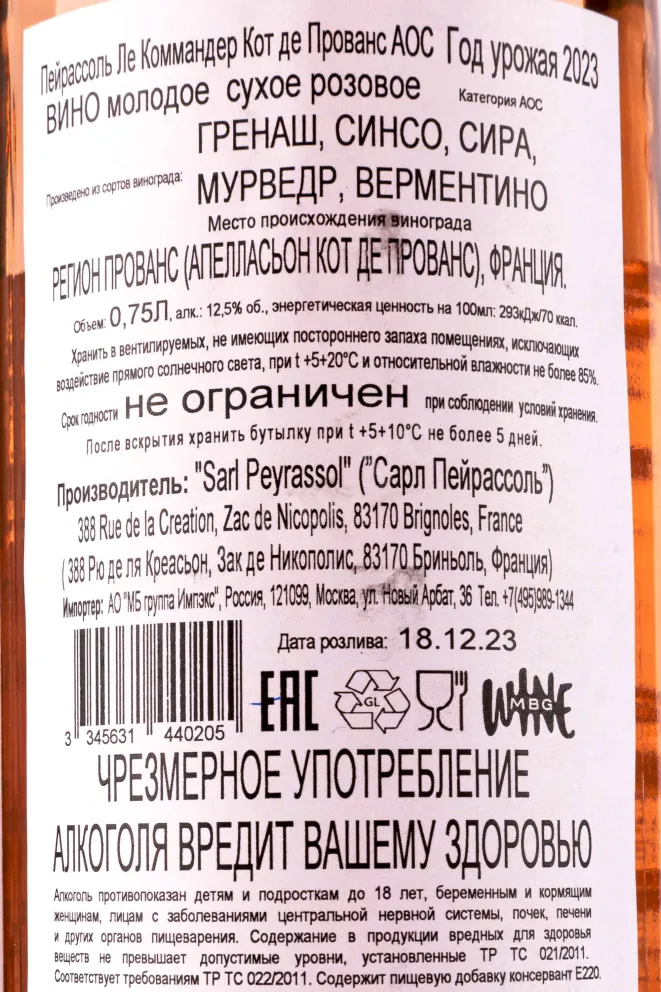 Пейрассоль Ле Коммандер Кот де Прованс АОС Год урожая 2023
ВИНО молодое сухое розовое Категория АОС
ГРЕНАШ, СИНСО, СИРА,
Произведено из сортов винограда: МУРВЕДР, ВЕРМЕНТИНО
Место происхождения винограда
РЕГИОН ПРОВАНС (АПЕЛЛАСЬОН КОТ ДЕ ПРОВАНС), ФРАНЦИЯ.
Объем: 0,75Л, алк.: 12,5% об., энергетическая ценность на 100мл: 293кДж/70 ккал.
Хранить в вентилируемых, не имеющих постороннего запаха помещениях, исключающих
воздействие прямого солнечного света, при t +5+20°C и относительной влажности не более 85%.
Срок годности не ограничен при соблюдении условий хранения.
После вскрытия хранить бутылку при t +5+10°C не более 5 дней.
Производитель: "Sarl Peyrassol" ("Сарл Пейрассоль")
388 Rue de la Creation, Zac de Nicopolis, 83170 Brignoles, France
( 388 Рю де ля Креасьон, Зак де Никополис, 83170 Бриньоль, Франция)
Импортер: АО "МБ группа Импэкс", Россия, 121099, Москва, ул. Новый Арбат, 36 Тел. +7(495)989-1344
Дата розлива: 18.12.23
3 345631 440205
EAC GL WINE MBG
ЧРЕЗМЕРНОЕ УПОТРЕБЛЕНИЕ
АЛКОГОЛЯ ВРЕДИТ ВАШЕМУ ЗДОРОВЬЮ
Алкоголь противопоказан детям и подросткам до 18 лет, беременным и кормящим
женщинам, лицам с заболеваниями центральной нервной системы, почек, печени
и других органов пищеварения. Содержание в продукции вредных для здоровья
веществ не превышает допустимые уровни, установленные ТР ТС 021/2011.
Соответствует требованиям ТР ТС 022/2011. Содержит пищевую добавку консервант Е220.